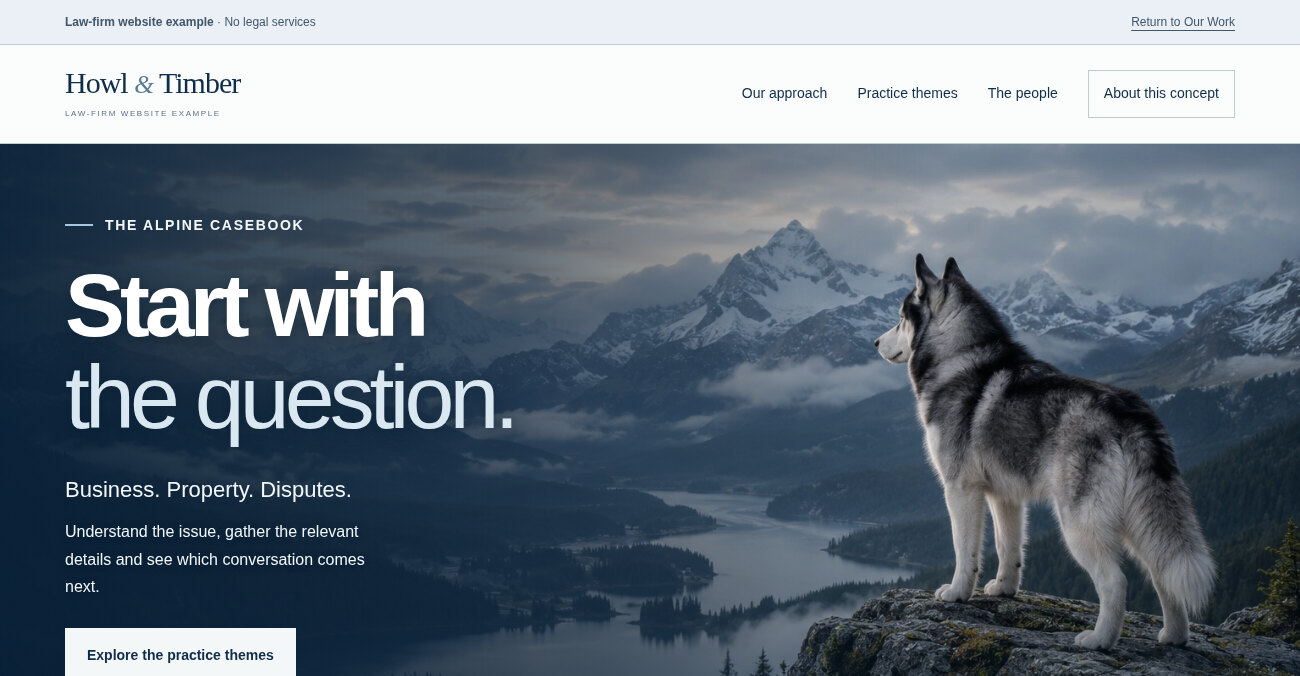 Law-firm website example · No legal services
Return to Our Work
Howl & Timber
LAW-FIRM WEBSITE EXAMPLE
Our approach
Practice themes
The people
About this concept
THE ALPINE CASEBOOK
Start with
the question.
Business. Property. Disputes.
Understand the issue, gather the relevant
details and see which conversation comes
next.
Explore the practice themes